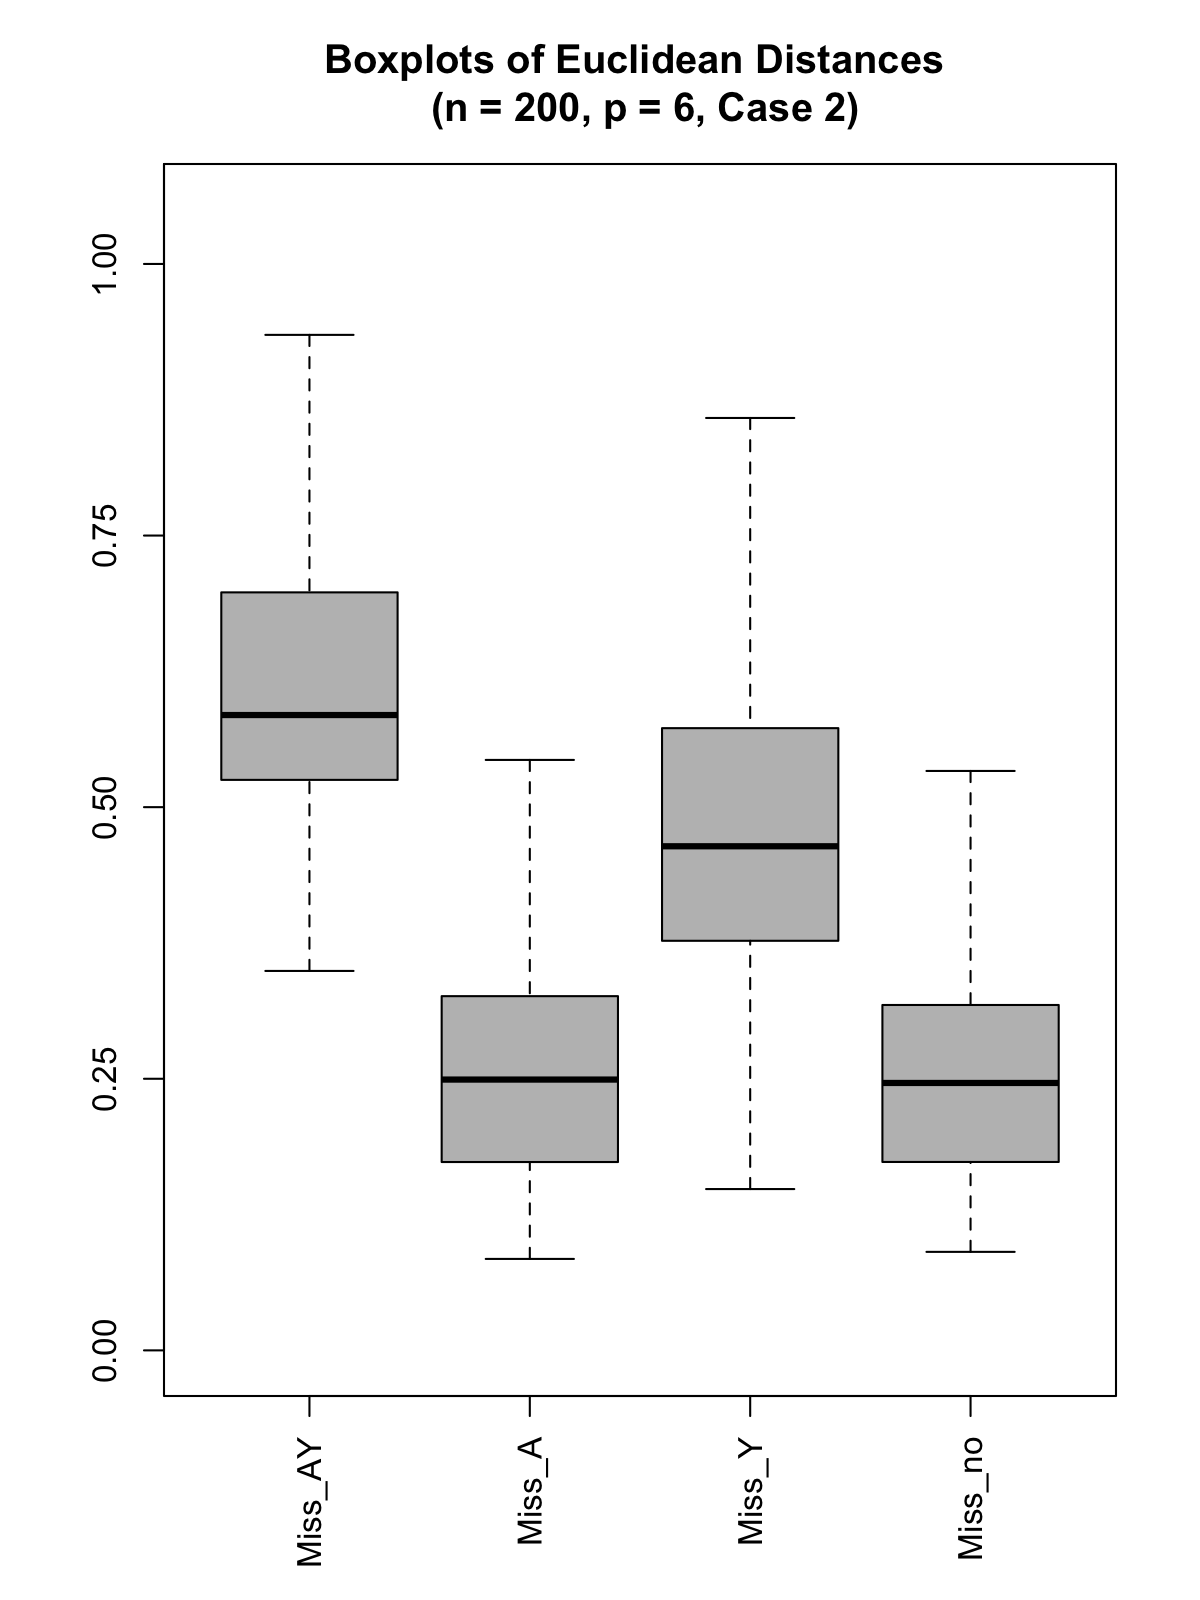 Boxplots of Euclidean Distances
(n = 200, p = 6, Case 2)
1.00
0.75
0.50
0.25
0.00
Miss_AY
Miss_A
Miss_Y
Miss_no